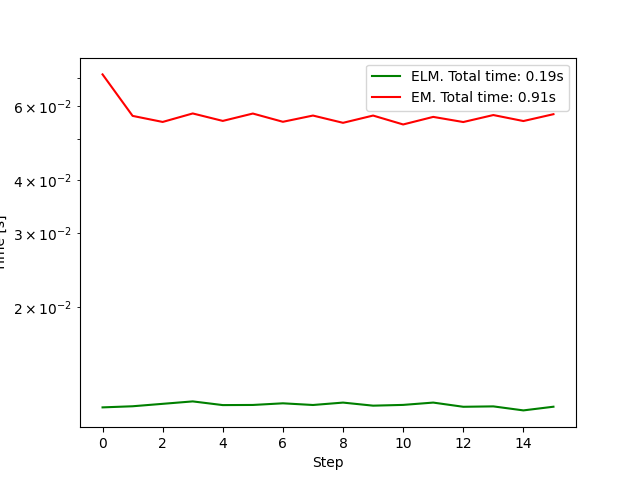 ELM. Total time: 0.19s
EM. Total time: 0.91s
6 × 10⁻²
4 × 10⁻²
3 × 10⁻²
2 × 10⁻²
0 2 4 6 8 10 12 14
Step